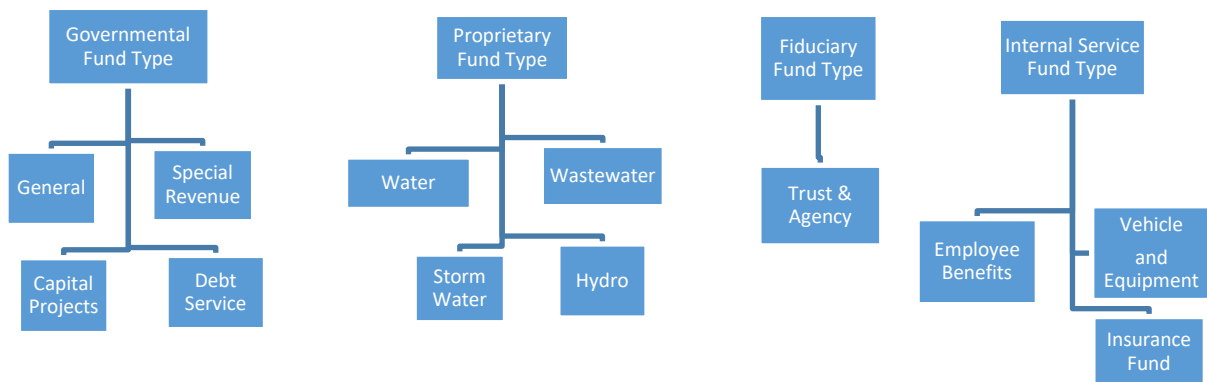 Governmental
Fund Type
General
Special
Revenue
Capital
Projects
Debt
Service
Proprietary
Fund Type
Water
Wastewater
Storm
Water
Hydro
Fiduciary
Fund Type
Trust &
Agency
Internal Service
Fund Type
Employee
Benefits
Vehicle
and
Equipment
Insurance
Fund